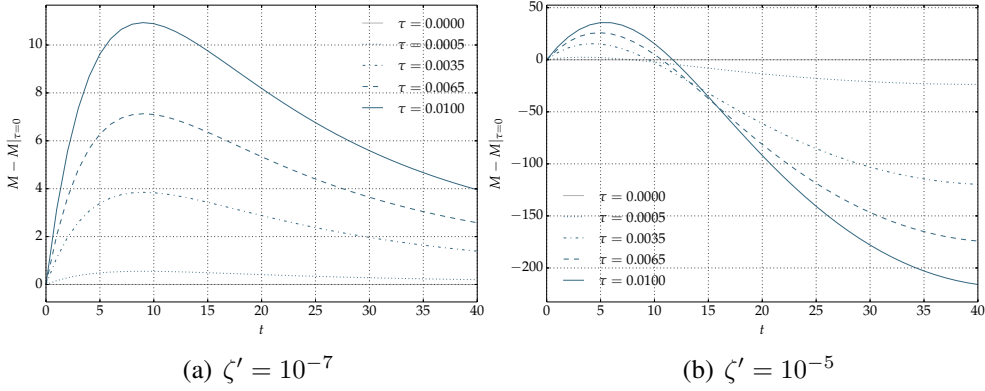 M − M|τ=0
10
8
6
4
2
0
0 5 10 15 20 25 30 35 40
t
τ = 0.0000
τ = 0.0005
τ = 0.0035
τ = 0.0065
τ = 0.0100
(a) ζ′ = 10⁻⁷
M − M|τ=0
50
0
−50
−100
−150
−200
0 5 10 15 20 25 30 35 40
t
τ = 0.0000
τ = 0.0005
τ = 0.0035
τ = 0.0065
τ = 0.0100
(b) ζ′ = 10⁻⁵